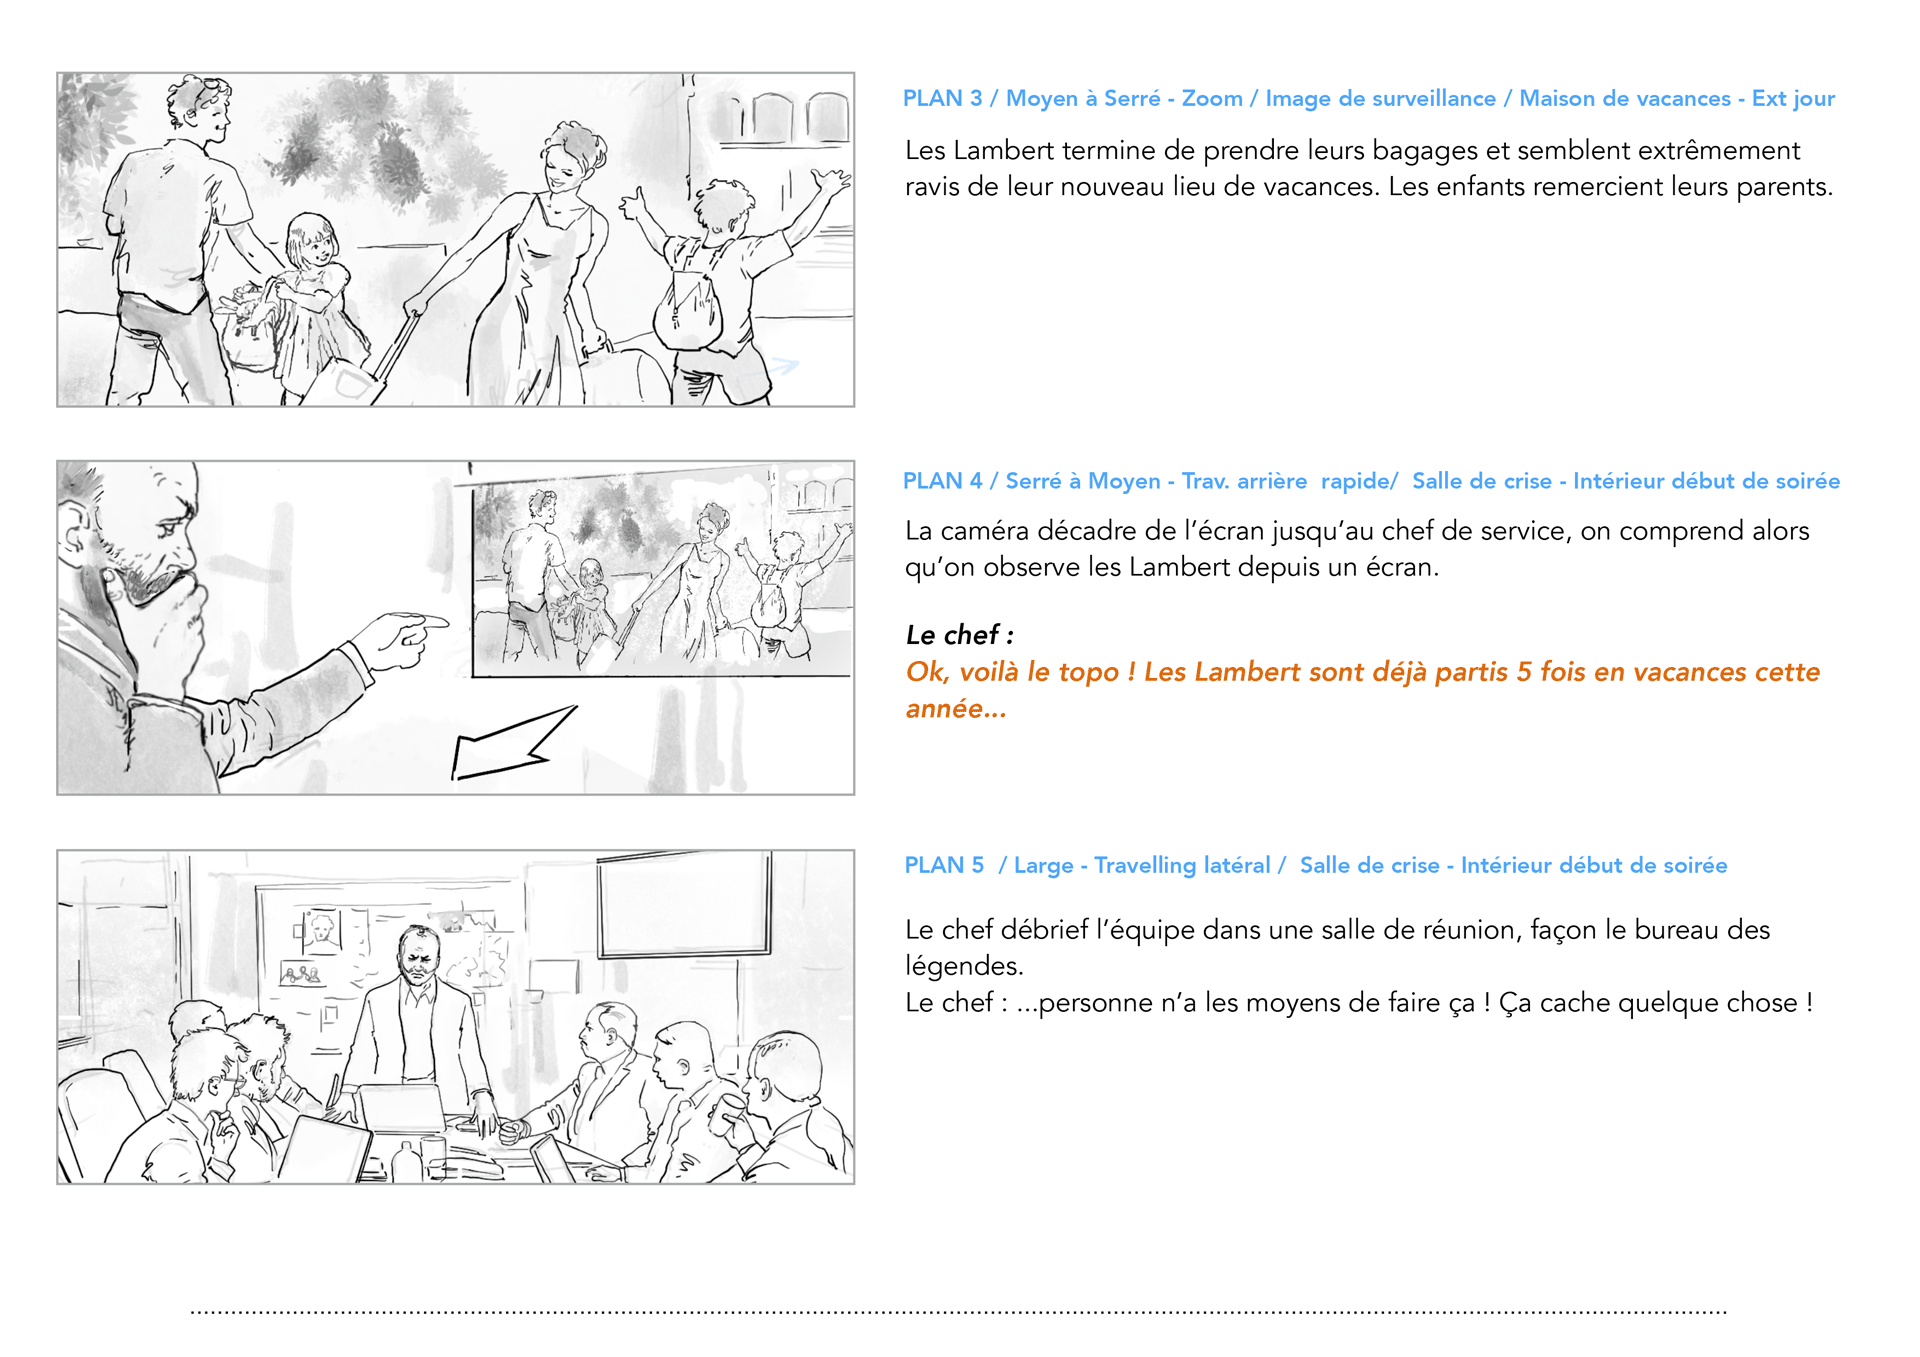 PLAN 3 / Moyen à Serré - Zoom / Image de surveillance / Maison de vacances - Ext jour
Les Lambert termine de prendre leurs bagages et semblent extrêmement
ravis de leur nouveau lieu de vacances. Les enfants remercient leurs parents.
PLAN 4 / Serré à Moyen - Trav. arrière  rapide/  Salle de crise - Intérieur début de soirée
La caméra décadre de l’écran jusqu’au chef de service, on comprend alors
qu’on observe les Lambert depuis un écran.
Le chef :
Ok, voilà le topo ! Les Lambert sont déjà partis 5 fois en vacances cette
année...
PLAN 5  / Large - Travelling latéral /  Salle de crise - Intérieur début de soirée
Le chef débrief l’équipe dans une salle de réunion, façon le bureau des
légendes.
Le chef : ...personne n’a les moyens de faire ça ! Ça cache quelque chose !